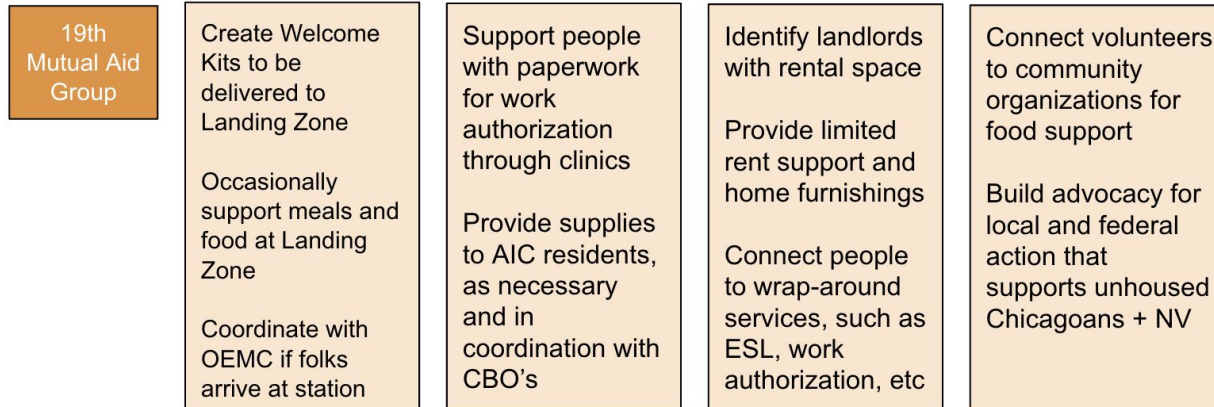 19th
Mutual Aid
Group
Create Welcome
Kits to be
delivered to
Landing Zone
Occasionally
support meals and
food at Landing
Zone
Coordinate with
OEMC if folks
arrive at station
Support people
with paperwork
for work
authorization
through clinics
Provide supplies
to AIC residents,
as necessary
and in
coordination with
CBO's
Identify landlords
with rental space
Provide limited
rent support and
home furnishings
Connect people
to wrap-around
services, such as
ESL, work
authorization, etc
Connect volunteers
to community
organizations for
food support
Build advocacy for
local and federal
action that
supports unhoused
Chicagoans + NV